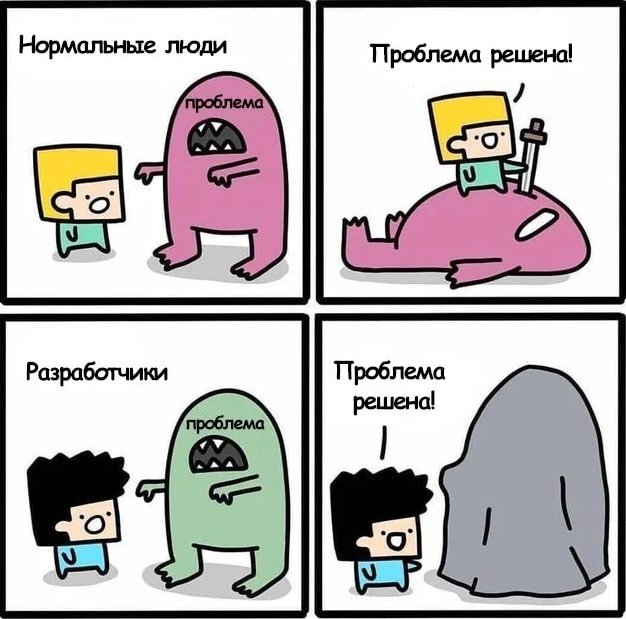 Нормальные люди
проблема
Проблема решена!
Разработчики
проблема
Проблема
решена!